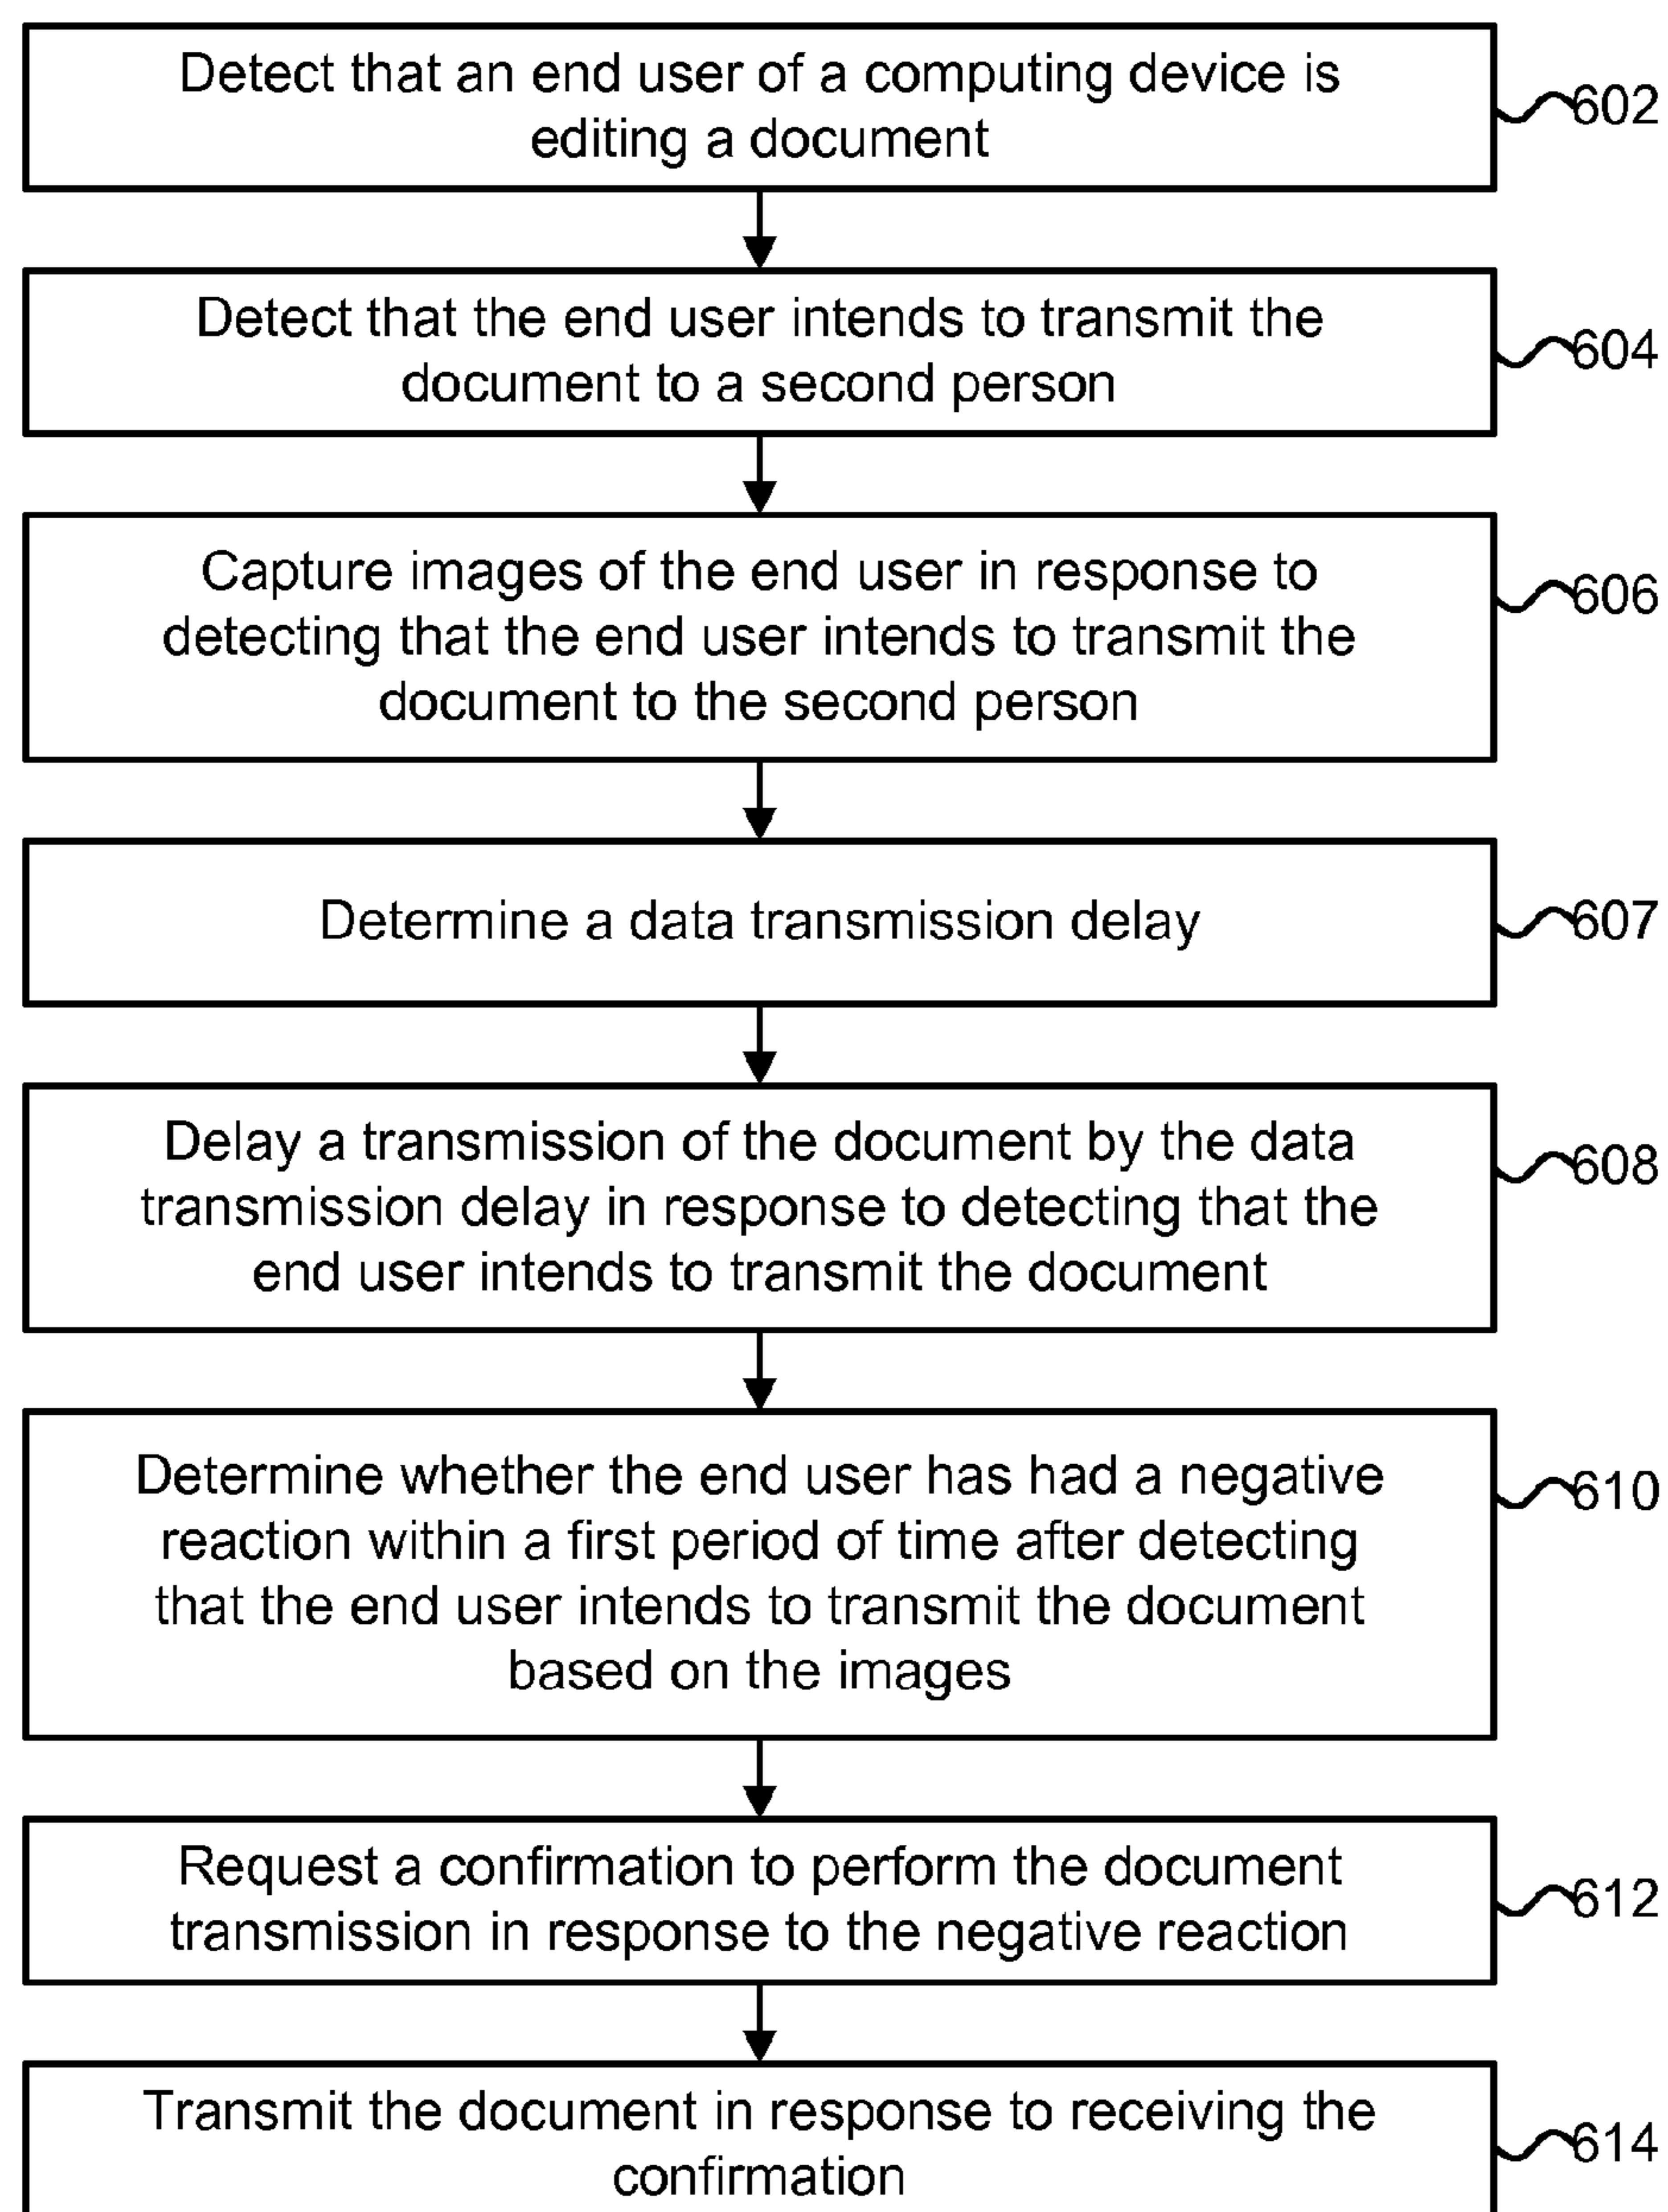 Detect that an end user of a computing device is
editing a document
602
Detect that the end user intends to transmit the
document to a second person
604
Capture images of the end user in response to
detecting that the end user intends to transmit the
document to the second person
606
Determine a data transmission delay
607
Delay a transmission of the document by the data
transmission delay in response to detecting that the
end user intends to transmit the document
608
Determine whether the end user has had a negative
reaction within a first period of time after detecting
that the end user intends to transmit the document
based on the images
610
Request a confirmation to perform the document
transmission in response to the negative reaction
612
Transmit the document in response to receiving the
confirmation
614